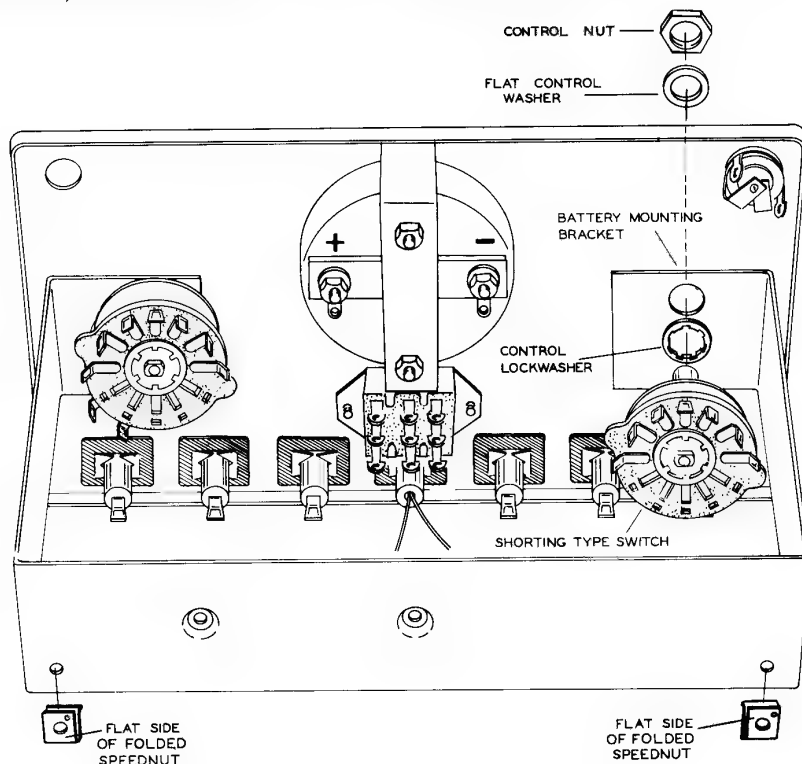 CONTROL NUT
FLAT CONTROL
WASHER
BATTERY MOUNTING
BRACKET
+
-
CONTROL
LOCKWASHER
SHORTING TYPE SWITCH
FLAT SIDE
OF FOLDED
SPEEDNUT
FLAT SIDE
OF FOLDED
SPEEDNUT